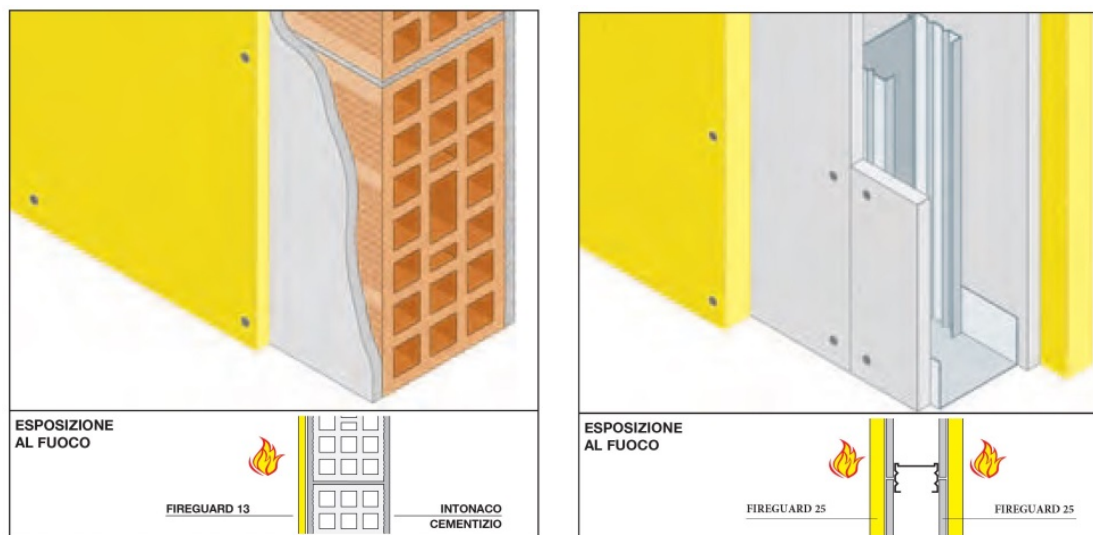 ESPOSIZIONE
AL FUOCO
FIREGUARD 13
INTONACO
CEMENTIZIO
ESPOSIZIONE
AL FUOCO
FIREGUARD 25
FIREGUARD 25